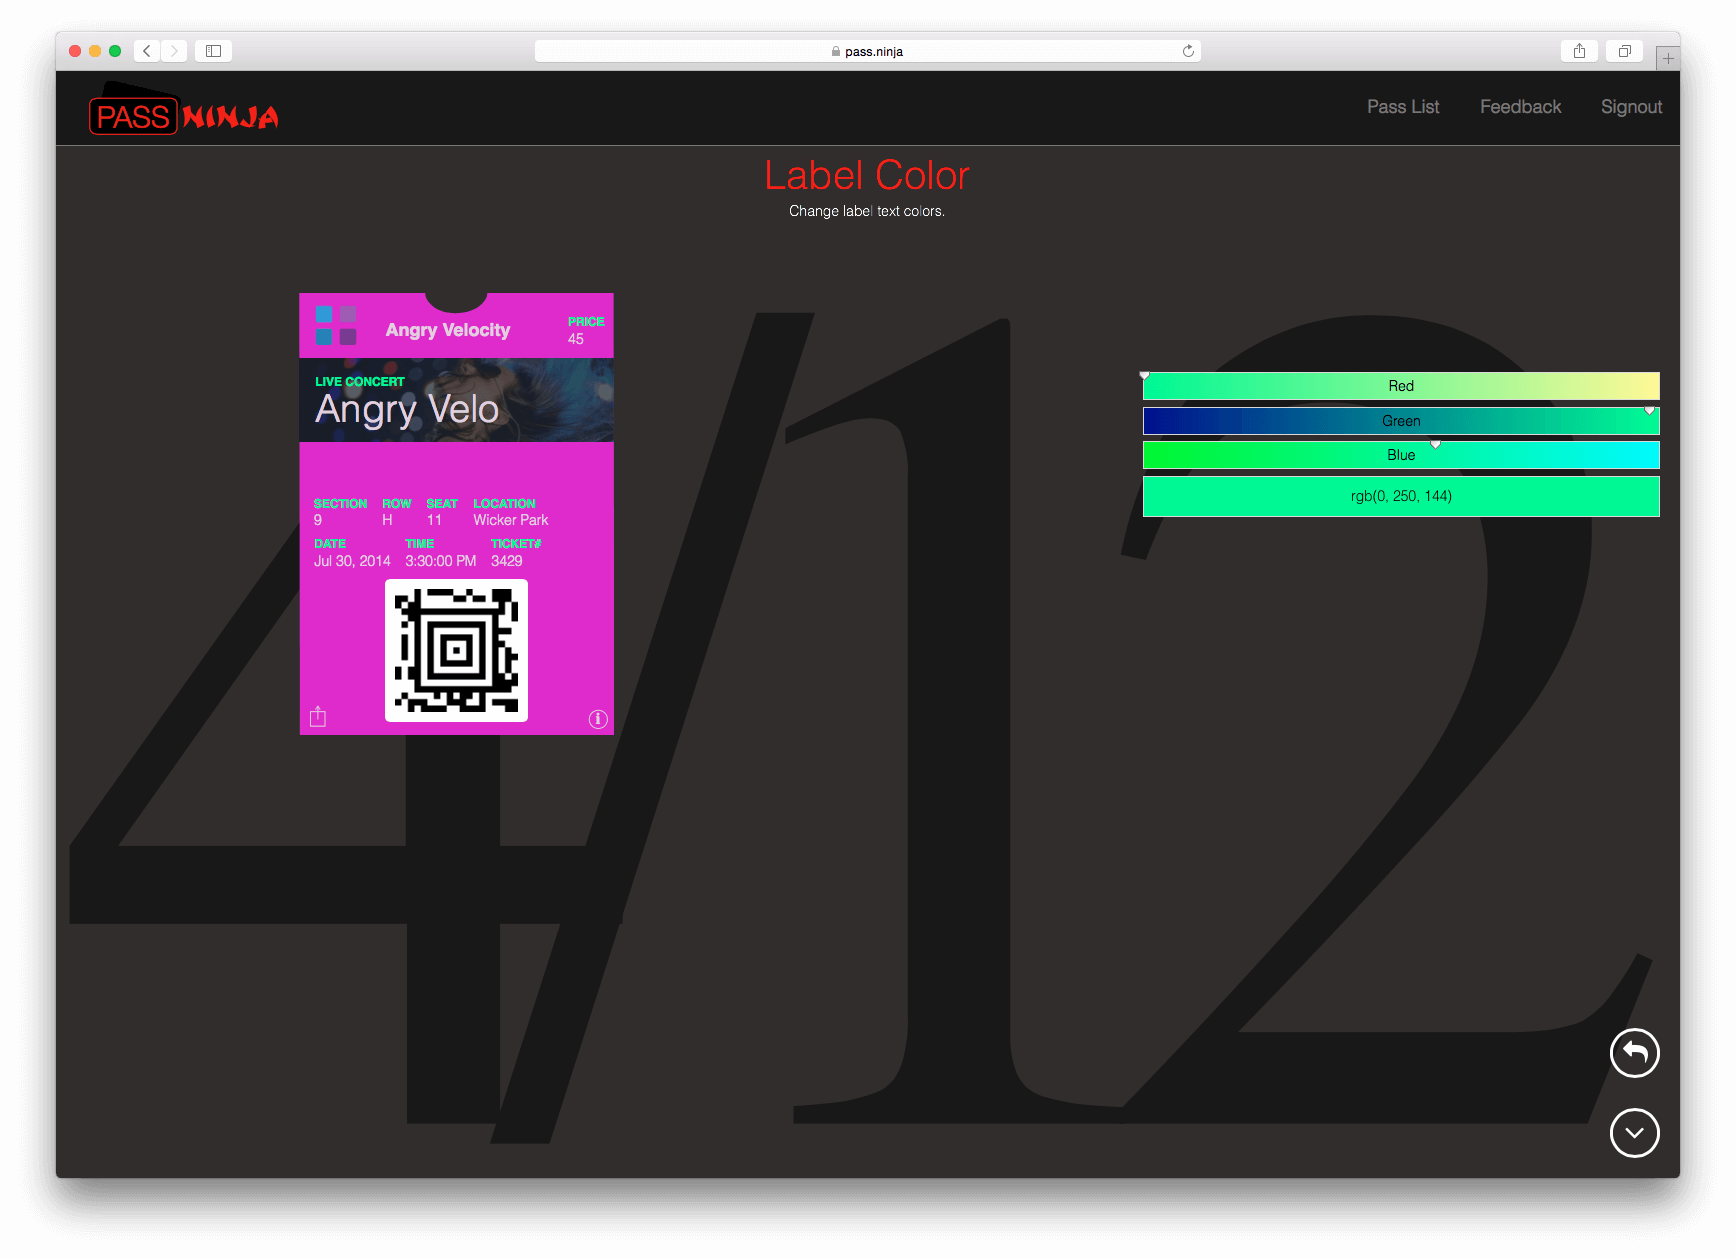 pass.ninja
PASS NINJA
Pass List Feedback Signout
Label Color
Change label text colors.
Angry Velocity
PRICE
45
LIVE CONCERT
Angry Velo
SECTION ROW SEAT LOCATION
9 H 11 Wicker Park
DATE TIME TICKET#
Jul 30, 2014 3:30:00 PM 3429
Red
Green
Blue
rgb(0, 250, 144)
4/12